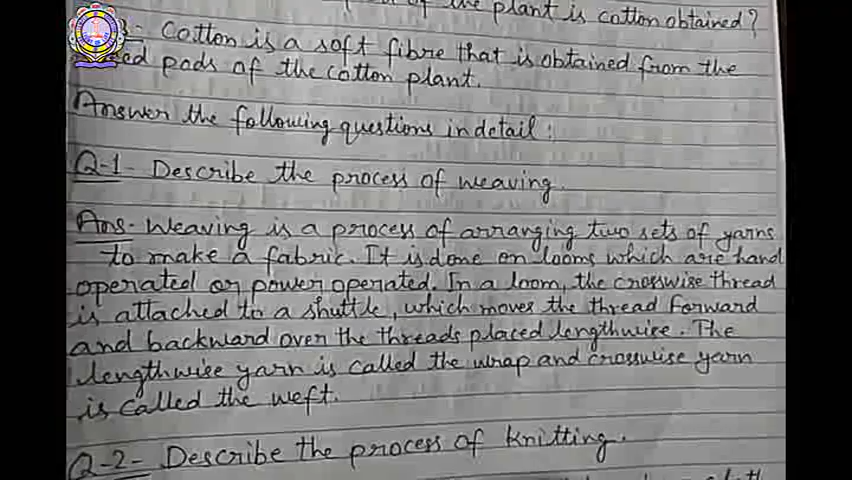 of the plant is cotton obtained?
3- Cotton is a soft fibre that is obtained from the
pods of the cotton plant.
Answer the following questions in detail:
Q-1- Describe the process of weaving.
Ans- Weaving is a process of arranging two sets of yarns
to make a fabric. It is done on looms which are hand
operated or power operated. In a loom, the crosswise thread
is attached to a shuttle, which moves the thread forward
and backward over the threads placed lengthwise. The
lengthwise yarn is called the wrap and crosswise yarn
is called the weft.
Q-2- Describe the process of knitting.